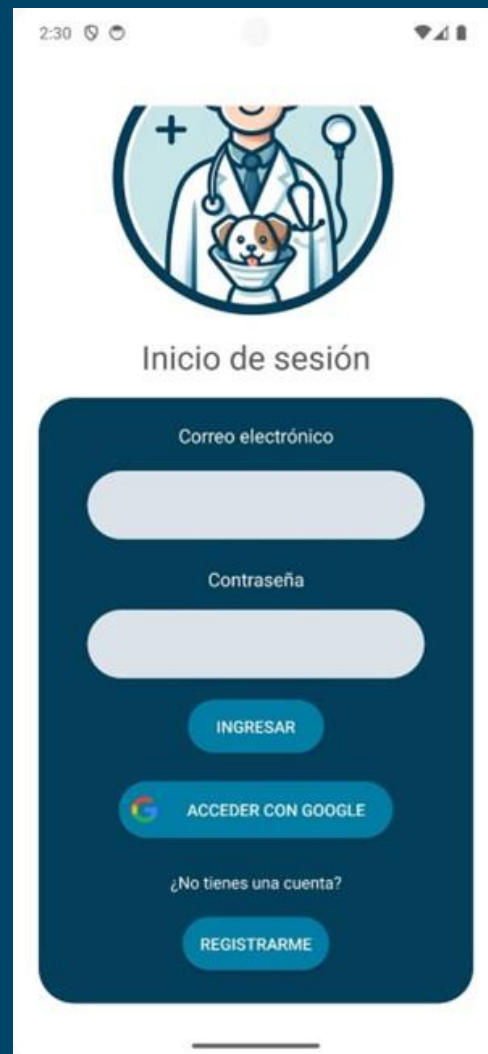 2:30
Inicio de sesión
Correo electrónico
Contraseña
INGRESAR
ACCEDER CON GOOGLE
¿No tienes una cuenta?
REGISTRARME